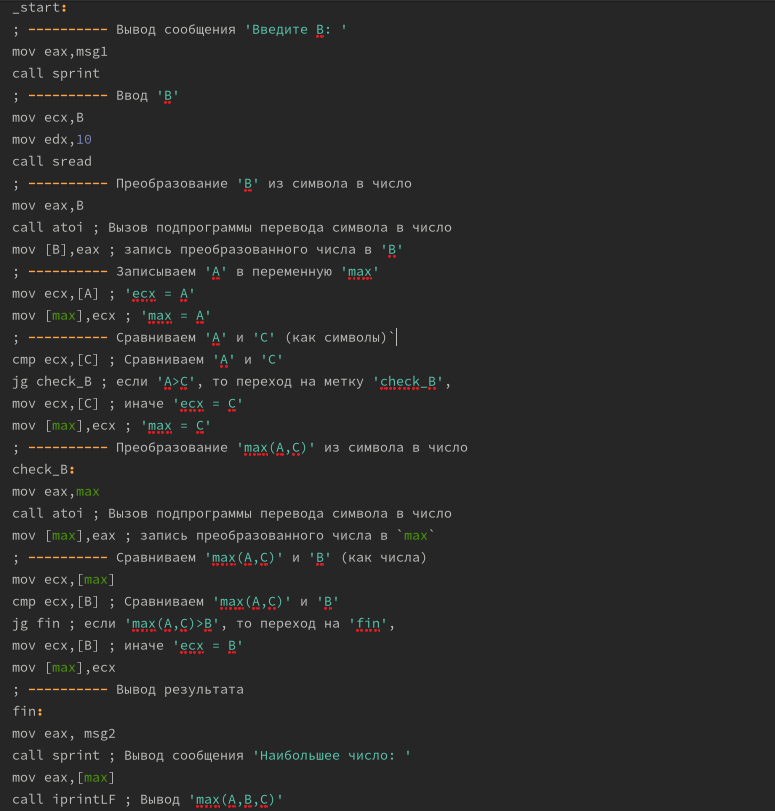 _start:
; ---------- Вывод сообщения 'Введите B: '
mov eax,msg1
call sprint
; ---------- Ввод 'B'
mov ecx,B
mov edx,10
call sread
; ---------- Преобразование 'B' из символа в число
mov eax,B
call atoi ; Вызов подпрограммы перевода символа в число
mov [B],eax ; запись преобразованного числа в 'B'
; ---------- Записываем 'A' в переменную 'max'
mov ecx,[A] ; 'ecx = A'
mov [max],ecx ; 'max = A'
; ---------- Сравниваем 'A' и 'С' (как символы)`
cmp ecx,[C] ; Сравниваем 'A' и 'С'
jg check_B ; если 'A>C', то переход на метку 'check_B',
mov ecx,[C] ; иначе 'ecx = C'
mov [max],ecx ; 'max = C'
; ---------- Преобразование 'max(A,C)' из символа в число
check_B:
mov eax,max
call atoi ; Вызов подпрограммы перевода символа в число
mov [max],eax ; запись преобразованного числа в `max`
; ---------- Сравниваем 'max(A,C)' и 'B' (как числа)
mov ecx,[max]
cmp ecx,[B] ; Сравниваем 'max(A,C)' и 'B'
jg fin ; если 'max(A,C)>B', то переход на 'fin',
mov ecx,[B] ; иначе 'ecx = B'
mov [max],ecx
; ---------- Вывод результата
fin:
mov eax, msg2
call sprint ; Вывод сообщения 'Наибольшее число: '
mov eax,[max]
call iprintLF ; Вывод 'max(A,B,C)'